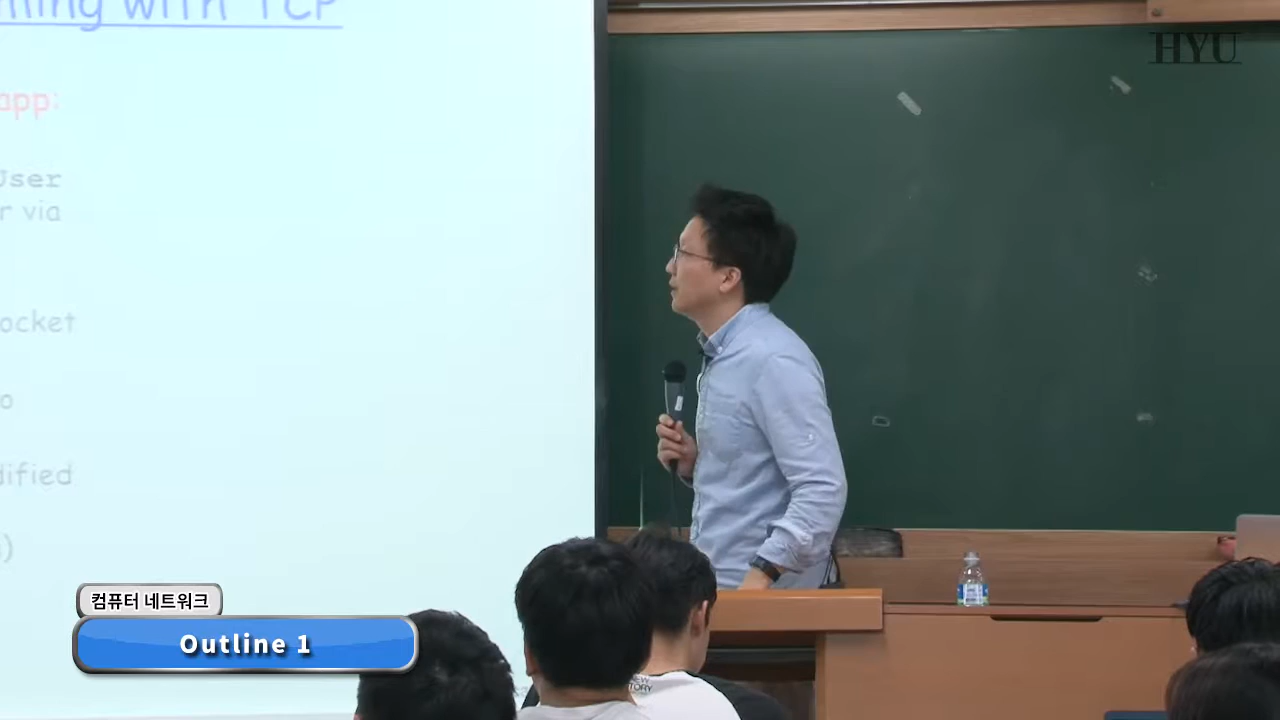 ming with TCP
HYU
app:
User
r via
ocket
o
dified
)
컴퓨터 네트워크
Outline 1